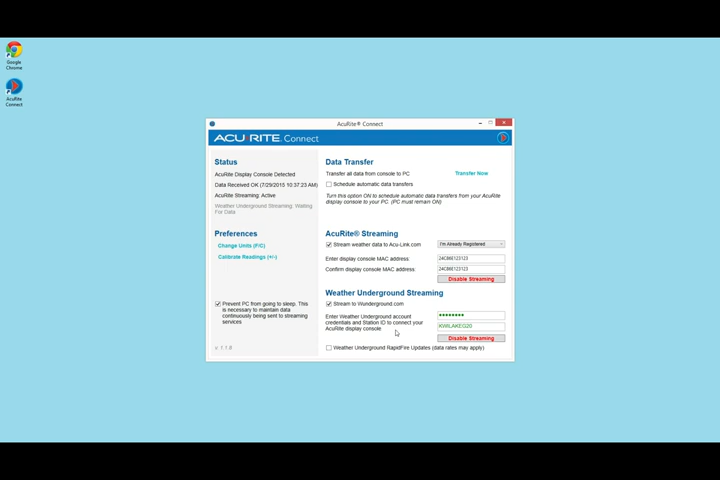 Google
Chrome
AcuRite
Connect
AcuRite® Connect
ACU RITE. Connect
Status
AcuRite Display Console Detected
Data Received OK (7/29/2015 10:37:23 AM)
AcuRite Streaming: Active
Weather Underground Streaming: Waiting
For Data
Preferences
Change Units (F/C)
Calibrate Readings (+/-)
Prevent PC from going to sleep. This
is necessary to maintain data
continuously being sent to streaming
services
v. 1.1.8
Data Transfer
Transfer all data from console to PC
Transfer Now
Schedule automatic data transfers
Turn this option ON to schedule automatic data transfers from your AcuRite
display console to your PC. (PC must remain ON)
AcuRite® Streaming
Stream weather data to Acu-Link.com
I'm Already Registered
Enter display console MAC address:
24C86E123123
Confirm display console MAC address:
24C86E123123
Disable Streaming
Weather Underground Streaming
Stream to Wunderground.com
Enter Weather Underground account
credentials and Station ID to connect your
AcuRite display console
KWILAKEG20
Disable Streaming
Weather Underground RapidFire Updates (data rates may apply)